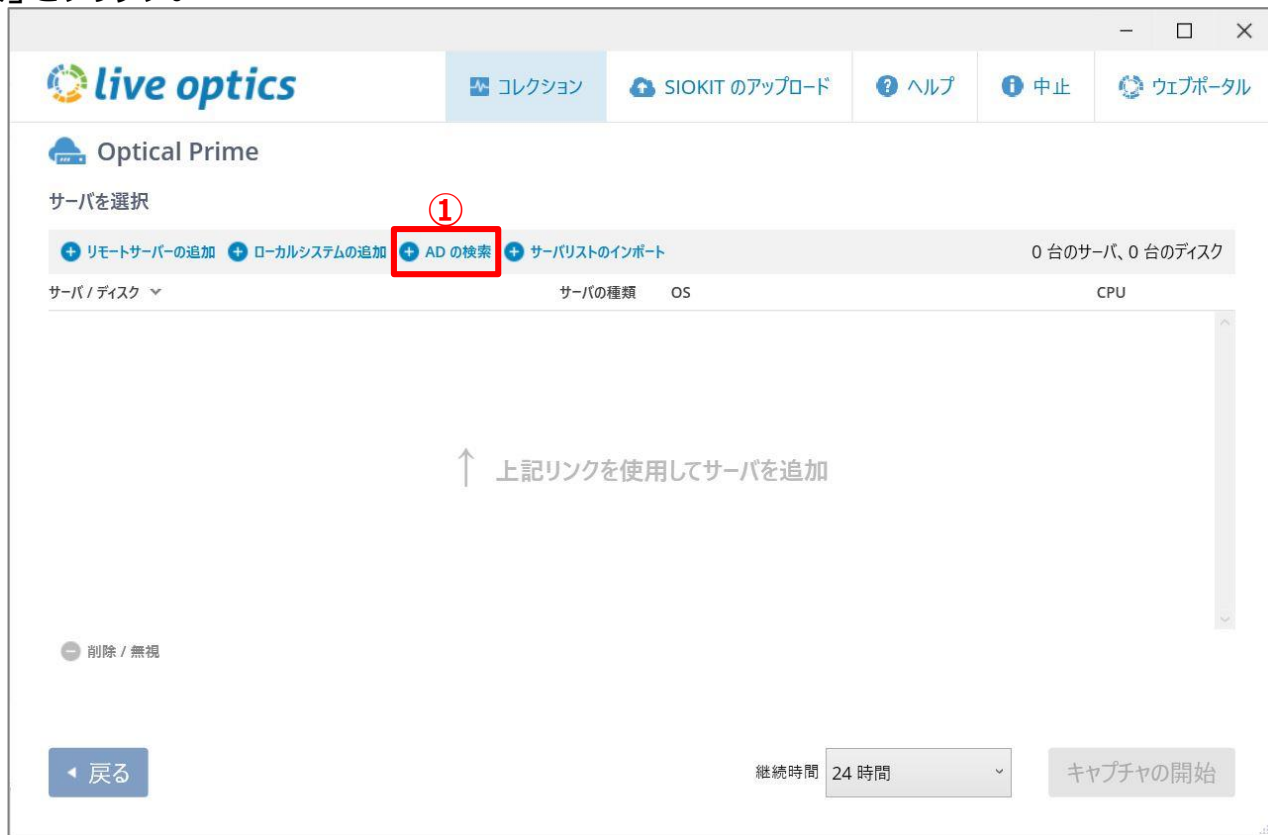 」をクリック。
live optics
コレクション
SIOKIT のアップロード
ヘルプ
中止
ウェブポータル
Optical Prime
サーバを選択
①
リモートサーバーの追加 ローカルシステムの追加 AD の検索 サーバリストのインポート 0 台のサーバ、0 台のディスク
サーバ / ディスク サーバの種類 OS CPU
↑ 上記リンクを使用してサーバを追加
削除 / 無視
戻る 継続時間 24 時間 キャプチャの開始